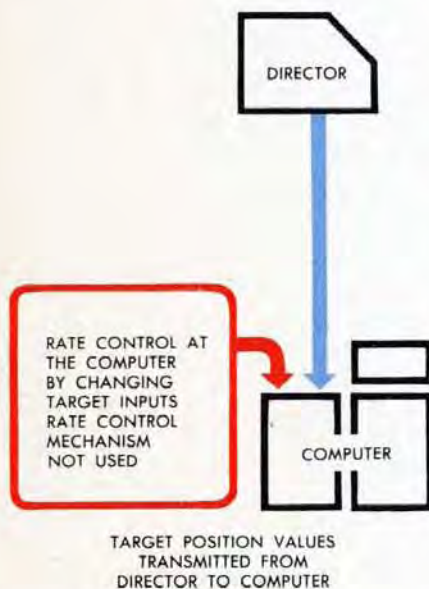 DIRECTOR
RATE CONTROL AT
THE COMPUTER
BY CHANGING
TARGET INPUTS
RATE CONTROL
MECHANISM
NOT USED
COMPUTER
TARGET POSITION VALUES
TRANSMITTED FROM
DIRECTOR TO COMPUTER